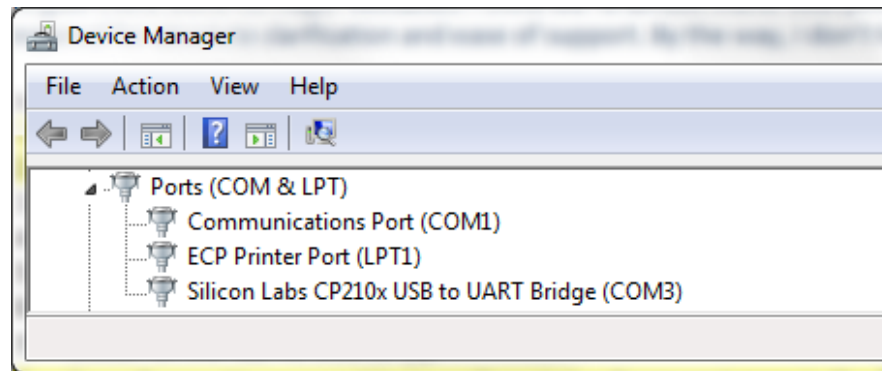 Device Manager
File Action View Help
Ports (COM & LPT)
Communications Port (COM1)
ECP Printer Port (LPT1)
Silicon Labs CP210x USB to UART Bridge (COM3)